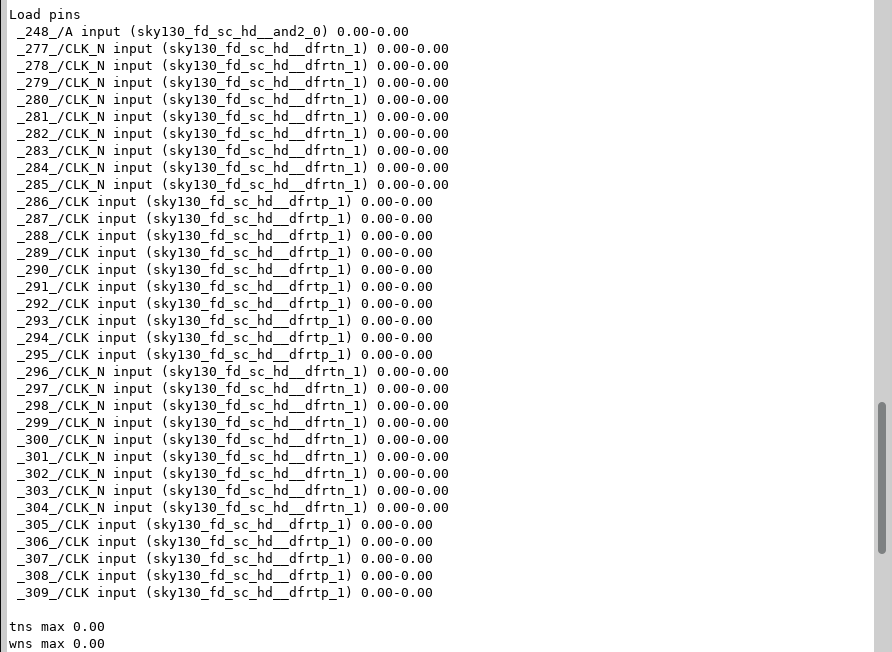 Load pins
_248_/A input (sky130_fd_sc_hd__and2_0) 0.00-0.00
_277_/CLK_N input (sky130_fd_sc_hd__dfrtn_1) 0.00-0.00
_278_/CLK_N input (sky130_fd_sc_hd__dfrtn_1) 0.00-0.00
_279_/CLK_N input (sky130_fd_sc_hd__dfrtn_1) 0.00-0.00
_280_/CLK_N input (sky130_fd_sc_hd__dfrtn_1) 0.00-0.00
_281_/CLK_N input (sky130_fd_sc_hd__dfrtn_1) 0.00-0.00
_282_/CLK_N input (sky130_fd_sc_hd__dfrtn_1) 0.00-0.00
_283_/CLK_N input (sky130_fd_sc_hd__dfrtn_1) 0.00-0.00
_284_/CLK_N input (sky130_fd_sc_hd__dfrtn_1) 0.00-0.00
_285_/CLK_N input (sky130_fd_sc_hd__dfrtn_1) 0.00-0.00
_286_/CLK input (sky130_fd_sc_hd__dfrtp_1) 0.00-0.00
_287_/CLK input (sky130_fd_sc_hd__dfrtp_1) 0.00-0.00
_288_/CLK input (sky130_fd_sc_hd__dfrtp_1) 0.00-0.00
_289_/CLK input (sky130_fd_sc_hd__dfrtp_1) 0.00-0.00
_290_/CLK input (sky130_fd_sc_hd__dfrtp_1) 0.00-0.00
_291_/CLK input (sky130_fd_sc_hd__dfrtp_1) 0.00-0.00
_292_/CLK input (sky130_fd_sc_hd__dfrtp_1) 0.00-0.00
_293_/CLK input (sky130_fd_sc_hd__dfrtp_1) 0.00-0.00
_294_/CLK input (sky130_fd_sc_hd__dfrtp_1) 0.00-0.00
_295_/CLK input (sky130_fd_sc_hd__dfrtp_1) 0.00-0.00
_296_/CLK_N input (sky130_fd_sc_hd__dfrtn_1) 0.00-0.00
_297_/CLK_N input (sky130_fd_sc_hd__dfrtn_1) 0.00-0.00
_298_/CLK_N input (sky130_fd_sc_hd__dfrtn_1) 0.00-0.00
_299_/CLK_N input (sky130_fd_sc_hd__dfrtn_1) 0.00-0.00
_300_/CLK_N input (sky130_fd_sc_hd__dfrtn_1) 0.00-0.00
_301_/CLK_N input (sky130_fd_sc_hd__dfrtn_1) 0.00-0.00
_302_/CLK_N input (sky130_fd_sc_hd__dfrtn_1) 0.00-0.00
_303_/CLK_N input (sky130_fd_sc_hd__dfrtn_1) 0.00-0.00
_304_/CLK_N input (sky130_fd_sc_hd__dfrtn_1) 0.00-0.00
_305_/CLK input (sky130_fd_sc_hd__dfrtp_1) 0.00-0.00
_306_/CLK input (sky130_fd_sc_hd__dfrtp_1) 0.00-0.00
_307_/CLK input (sky130_fd_sc_hd__dfrtp_1) 0.00-0.00
_308_/CLK input (sky130_fd_sc_hd__dfrtp_1) 0.00-0.00
_309_/CLK input (sky130_fd_sc_hd__dfrtp_1) 0.00-0.00
tns max 0.00
wns max 0.00